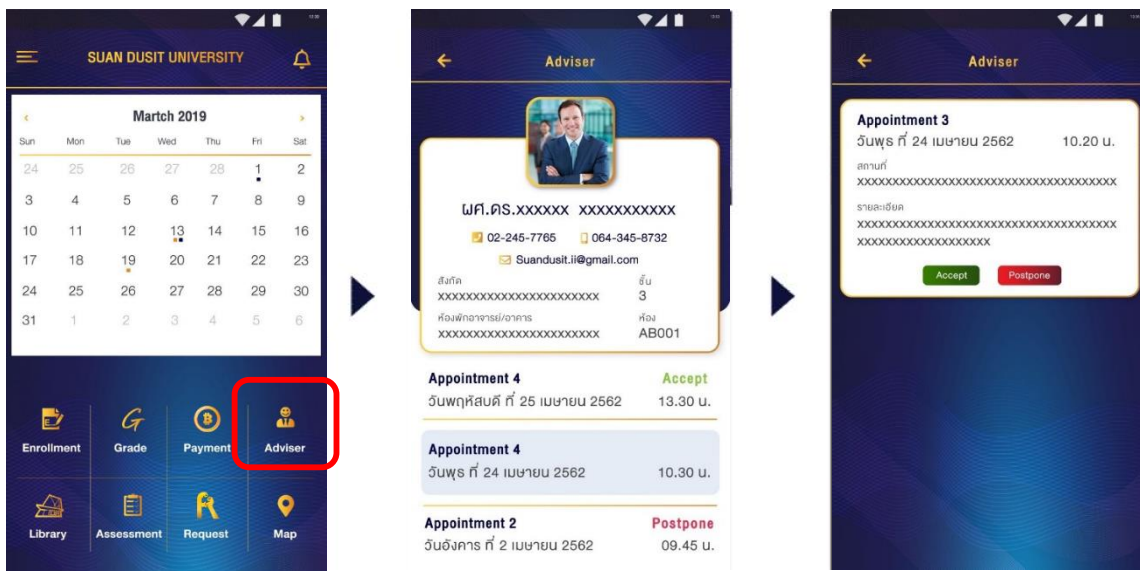 SUAN DUSIT UNIVERSITY
Martch 2019
Sun Mon Tue Wed Thu Fri Sat
24 25 26 27 28 1 2
3 4 5 6 7 8 9
10 11 12 13 14 15 16
17 18 19 20 21 22 23
24 25 26 27 28 29 30
31 1 2 3 4 5 6
Enrollment Grade Payment Adviser
Library Assessment Request Map
Adviser
ผศ.ดร.xxxxxx xxxxxxxxxxx
02-245-7765 064-345-8732
Suandusit.ii@gmail.com
สังกัด ชั้น
xxxxxxxxxxxxxxxxxxxxxxx 3
ห้องพักอาจารย์/อาคาร ห้อง
xxxxxxxxxxxxxxxxxxxxxxx AB001
Appointment 4 Accept
วันพฤหัสบดี ที่ 25 เมษายน 2562 13.30 น.
Appointment 4
วันพุธ ที่ 24 เมษายน 2562 10.30 น.
Appointment 2 Postpone
วันอังคาร ที่ 2 เมษายน 2562 09.45 น.
Adviser
Appointment 3
วันพุธ ที่ 24 เมษายน 2562 10.20 น.
สถานที่
xxxxxxxxxxxxxxxxxxxxxxxxxxxxxxxxxxxxx
รายละเอียด
xxxxxxxxxxxxxxxxxxxxxxxxxxxxxxxxxxxxx
xxxxxxxxxxxxxxxxxxx
Accept Postpone